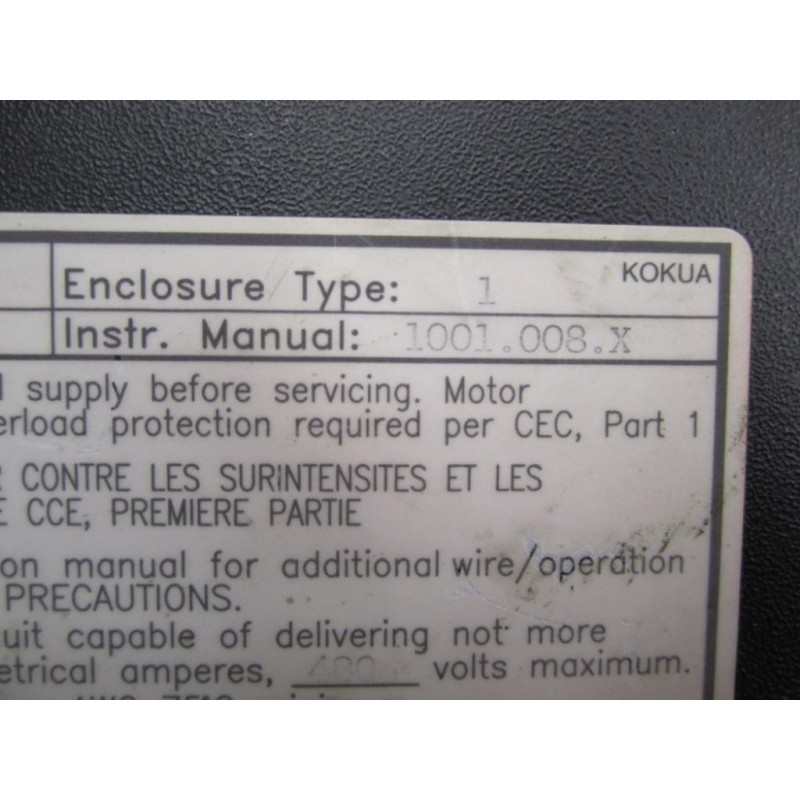 KOKUA
Enclosure Type: 1
Instr. Manual: 1001.008.X
supply before servicing. Motor
erload protection required per CEC, Part 1
R CONTRE LES SURINTENSITES ET LES
E CCE, PREMIERE PARTIE
on manual for additional wire/operation
PRECAUTIONS.
uit capable of delivering not more
etrical amperes, 480 volts maximum.